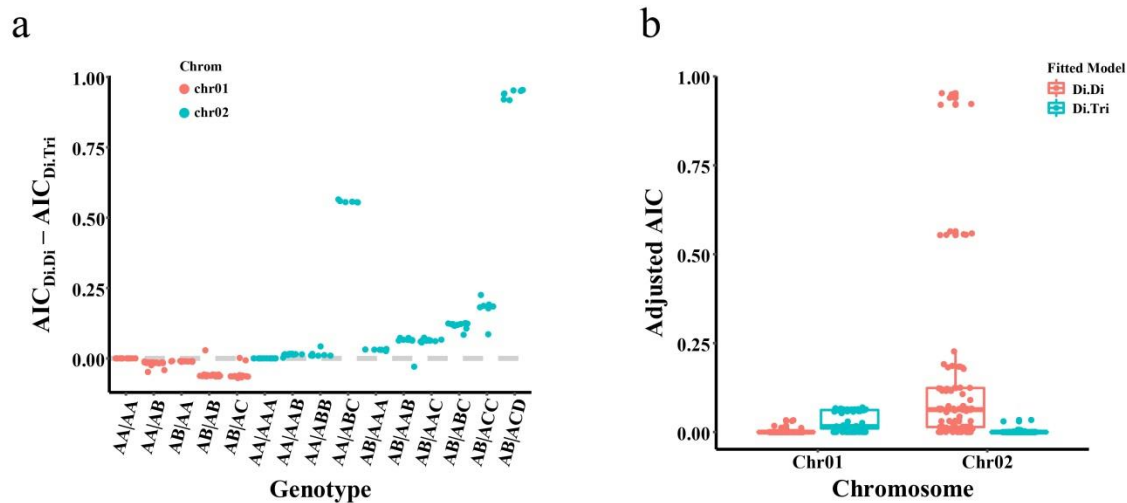 a
Chrom
chr01
chr02
AIC_Di.Di − AIC_Di.Tri
1.00
0.75
0.50
0.25
0.00
AA|AA
AA|AB
AB|AA
AB|AB
AB|AC
AA|AAA
AA|AAB
AA|ABB
AA|ABC
AB|AAA
AB|AAB
AB|AAC
AB|ABC
AB|ACC
AB|ACD
Genotype
b
Fitted Model
Di.Di
Di.Tri
Adjusted AIC
1.00
0.75
0.50
0.25
0.00
Chr01
Chr02
Chromosome